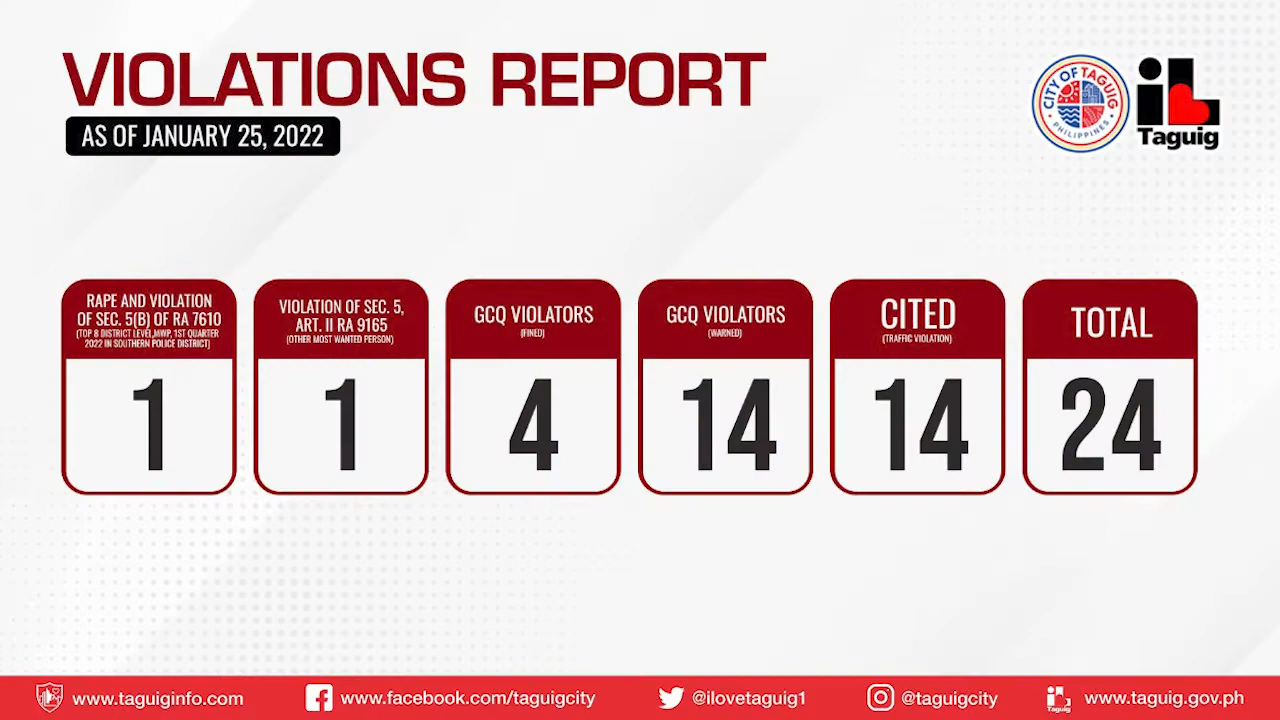 VIOLATIONS REPORT
AS OF JANUARY 25, 2022
CITY OF TAGUIG
PHILIPPINES
iL
Taguig
RAPE AND VIOLATION
OF SEC. 5(B) OF RA 7610
(TOP 8 DISTRICT LEVEL,MWP, 1ST QUARTER
2022 IN SOUTHERN POLICE DISTRICT)
1
VIOLATION OF SEC. 5,
ART. II RA 9165
(OTHER MOST WANTED PERSON)
1
GCQ VIOLATORS
(FINED)
4
GCQ VIOLATORS
(WARNED)
14
CITED
(TRAFFIC VIOLATION)
14
TOTAL
24
www.taguiginfo.com
www.facebook.com/taguigcity
@ilovetaguig1
@taguigcity
Taguig
www.taguig.gov.ph